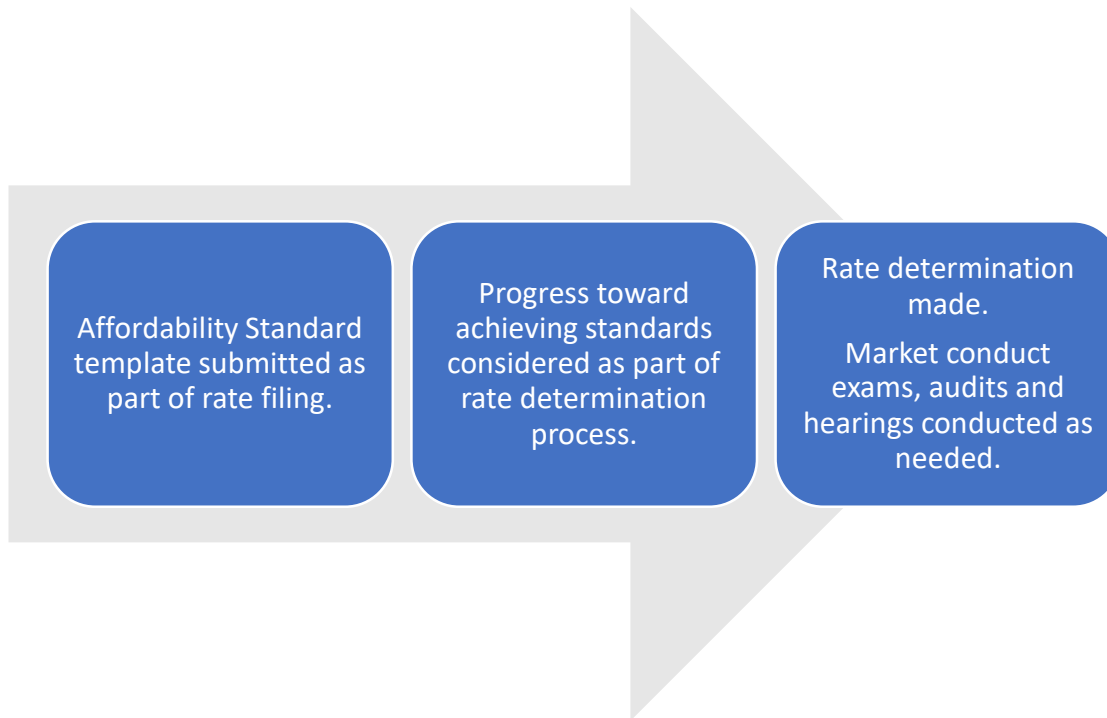 Affordability Standard
template submitted as
part of rate filing.
Progress toward
achieving standards
considered as part of
rate determination
process.
Rate determination
made.
Market conduct
exams, audits and
hearings conducted as
needed.